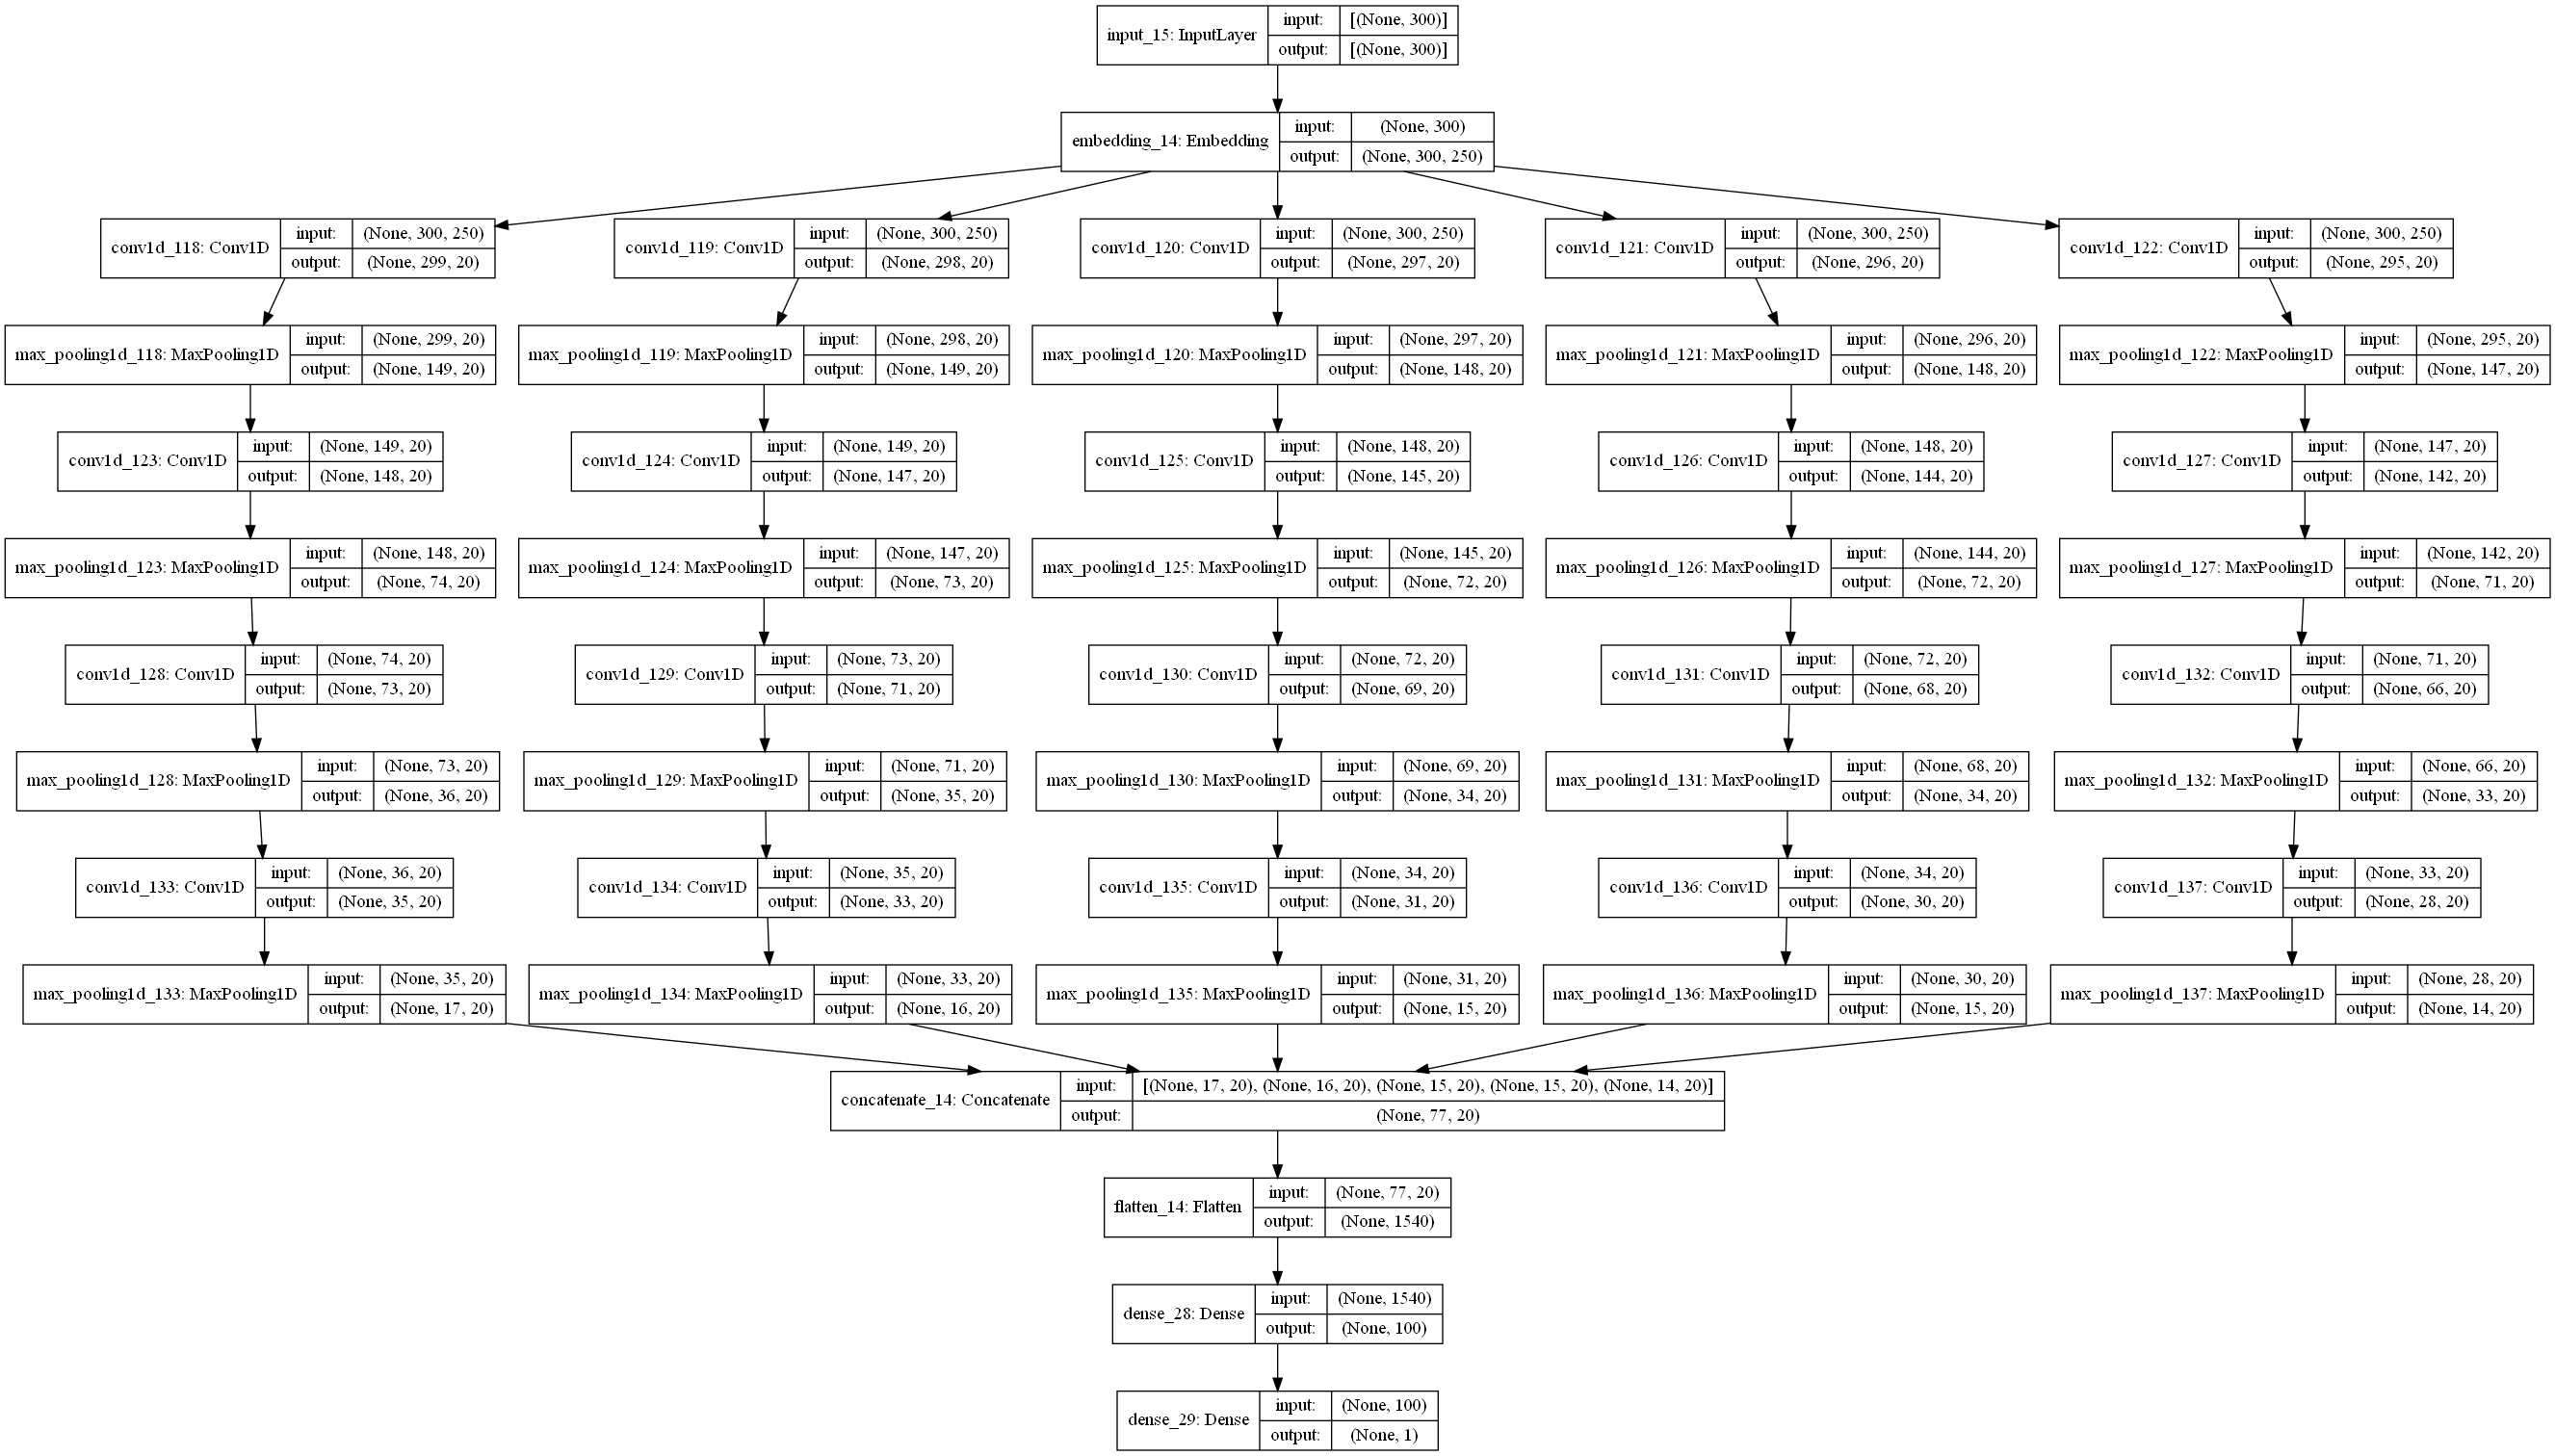 input_15: InputLayer
input: [(None, 300)]
output: [(None, 300)]
embedding_14: Embedding
input: (None, 300)
output: (None, 300, 250)
conv1d_118: Conv1D
input: (None, 300, 250)
output: (None, 299, 20)
conv1d_119: Conv1D
input: (None, 300, 250)
output: (None, 298, 20)
conv1d_120: Conv1D
input: (None, 300, 250)
output: (None, 297, 20)
conv1d_121: Conv1D
input: (None, 300, 250)
output: (None, 296, 20)
conv1d_122: Conv1D
input: (None, 300, 250)
output: (None, 295, 20)
max_pooling1d_118: MaxPooling1D
input: (None, 299, 20)
output: (None, 149, 20)
max_pooling1d_119: MaxPooling1D
input: (None, 298, 20)
output: (None, 149, 20)
max_pooling1d_120: MaxPooling1D
input: (None, 297, 20)
output: (None, 148, 20)
max_pooling1d_121: MaxPooling1D
input: (None, 296, 20)
output: (None, 148, 20)
max_pooling1d_122: MaxPooling1D
input: (None, 295, 20)
output: (None, 147, 20)
conv1d_123: Conv1D
input: (None, 149, 20)
output: (None, 148, 20)
conv1d_124: Conv1D
input: (None, 149, 20)
output: (None, 147, 20)
conv1d_125: Conv1D
input: (None, 148, 20)
output: (None, 145, 20)
conv1d_126: Conv1D
input: (None, 148, 20)
output: (None, 144, 20)
conv1d_127: Conv1D
input: (None, 147, 20)
output: (None, 142, 20)
max_pooling1d_123: MaxPooling1D
input: (None, 148, 20)
output: (None, 74, 20)
max_pooling1d_124: MaxPooling1D
input: (None, 147, 20)
output: (None, 73, 20)
max_pooling1d_125: MaxPooling1D
input: (None, 145, 20)
output: (None, 72, 20)
max_pooling1d_126: MaxPooling1D
input: (None, 144, 20)
output: (None, 72, 20)
max_pooling1d_127: MaxPooling1D
input: (None, 142, 20)
output: (None, 71, 20)
conv1d_128: Conv1D
input: (None, 74, 20)
output: (None, 73, 20)
conv1d_129: Conv1D
input: (None, 73, 20)
output: (None, 71, 20)
conv1d_130: Conv1D
input: (None, 72, 20)
output: (None, 69, 20)
conv1d_131: Conv1D
input: (None, 72, 20)
output: (None, 68, 20)
conv1d_132: Conv1D
input: (None, 71, 20)
output: (None, 66, 20)
max_pooling1d_128: MaxPooling1D
input: (None, 73, 20)
output: (None, 36, 20)
max_pooling1d_129: MaxPooling1D
input: (None, 71, 20)
output: (None, 35, 20)
max_pooling1d_130: MaxPooling1D
input: (None, 69, 20)
output: (None, 34, 20)
max_pooling1d_131: MaxPooling1D
input: (None, 68, 20)
output: (None, 34, 20)
max_pooling1d_132: MaxPooling1D
input: (None, 66, 20)
output: (None, 33, 20)
conv1d_133: Conv1D
input: (None, 36, 20)
output: (None, 35, 20)
conv1d_134: Conv1D
input: (None, 35, 20)
output: (None, 33, 20)
conv1d_135: Conv1D
input: (None, 34, 20)
output: (None, 31, 20)
conv1d_136: Conv1D
input: (None, 34, 20)
output: (None, 30, 20)
conv1d_137: Conv1D
input: (None, 33, 20)
output: (None, 28, 20)
max_pooling1d_133: MaxPooling1D
input: (None, 35, 20)
output: (None, 17, 20)
max_pooling1d_134: MaxPooling1D
input: (None, 33, 20)
output: (None, 16, 20)
max_pooling1d_135: MaxPooling1D
input: (None, 31, 20)
output: (None, 15, 20)
max_pooling1d_136: MaxPooling1D
input: (None, 30, 20)
output: (None, 15, 20)
max_pooling1d_137: MaxPooling1D
input: (None, 28, 20)
output: (None, 14, 20)
concatenate_14: Concatenate
input: [(None, 17, 20), (None, 16, 20), (None, 15, 20), (None, 15, 20), (None, 14, 20)]
output: (None, 77, 20)
flatten_14: Flatten
input: (None, 77, 20)
output: (None, 1540)
dense_28: Dense
input: (None, 1540)
output: (None, 100)
dense_29: Dense
input: (None, 100)
output: (None, 1)